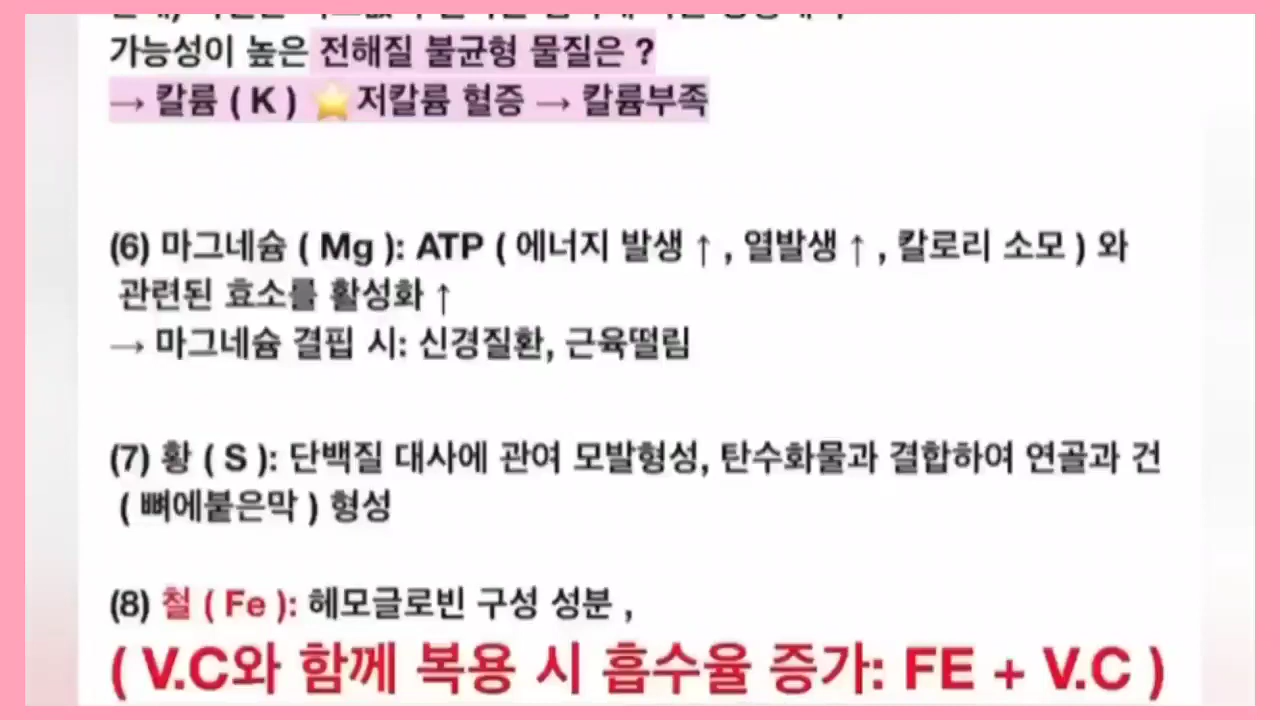 가능성이 높은 전해질 불균형 물질은 ?
→ 칼륨 ( K ) ⭐저칼륨 혈증 → 칼륨부족
(6) 마그네슘 ( Mg ): ATP ( 에너지 발생 ↑ , 열발생 ↑ , 칼로리 소모 ) 와
관련된 효소를 활성화 ↑
→ 마그네슘 결핍 시: 신경질환, 근육떨림
(7) 황 ( S ): 단백질 대사에 관여 모발형성, 탄수화물과 결합하여 연골과 건
( 뼈에붙은막 ) 형성
(8) 철 ( Fe ): 헤모글로빈 구성 성분 ,
( V.C와 함께 복용 시 흡수율 증가: FE + V.C )